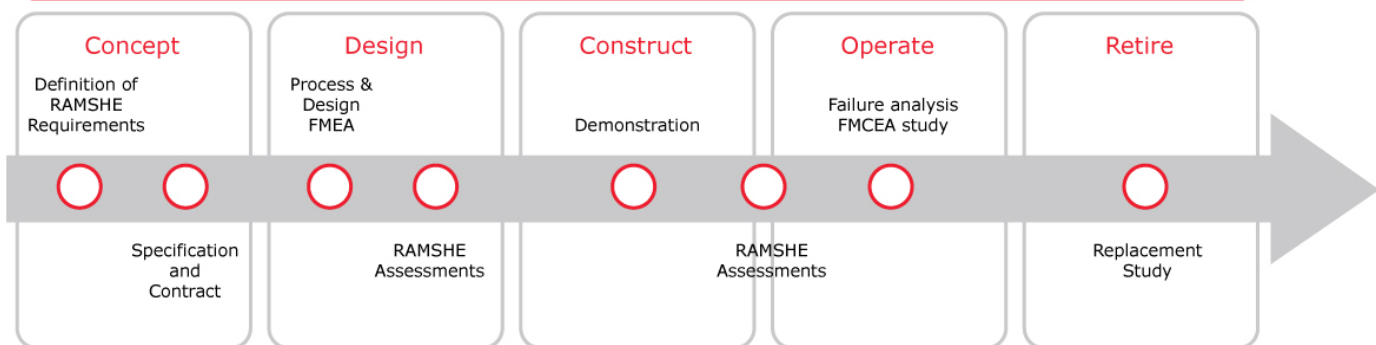 Concept
Design
Construct
Operate
Retire
Definition of
RAMSHE
Requirements
Process &
Design
FMEA
Demonstration
Failure analysis
FMCEA study
Specification
and
Contract
RAMSHE
Assessments
RAMSHE
Assessments
Replacement
Study